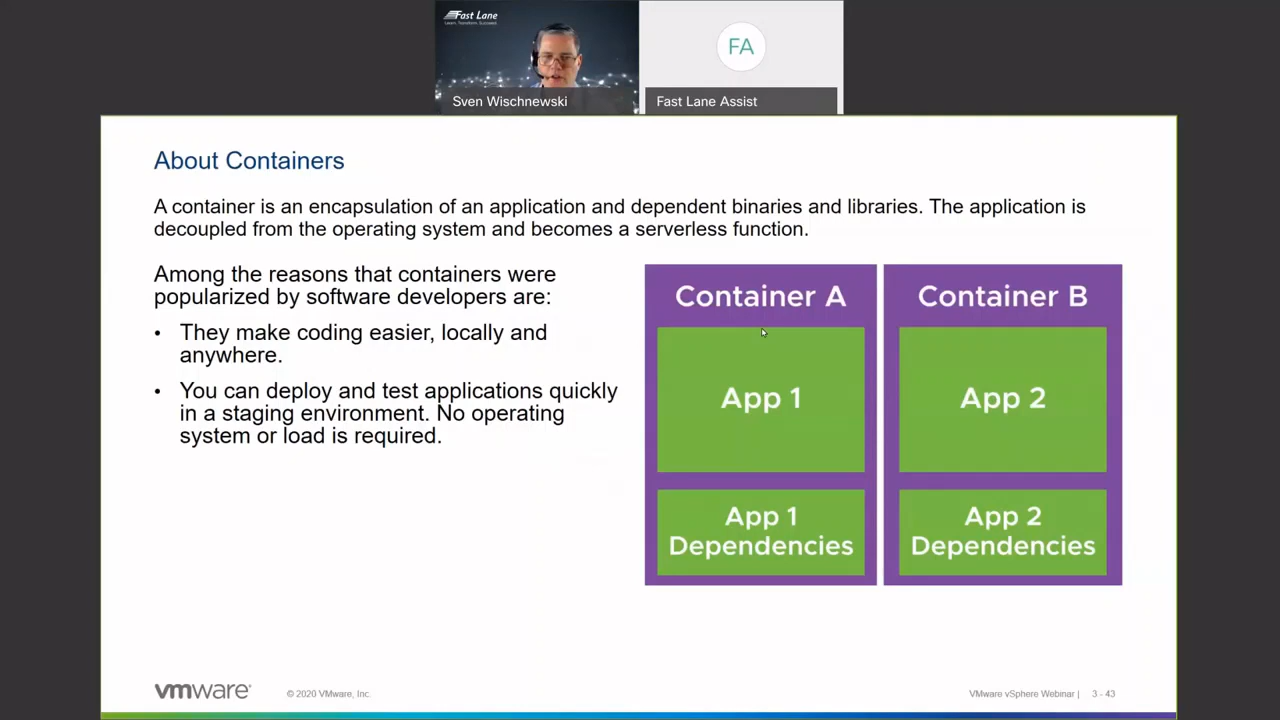 Fast Lane
Learn. Transform. Succeed.
FA
Sven Wischnewski
Fast Lane Assist
About Containers
A container is an encapsulation of an application and dependent binaries and libraries. The application is
decoupled from the operating system and becomes a serverless function.
Among the reasons that containers were
popularized by software developers are:
• They make coding easier, locally and
anywhere.
• You can deploy and test applications quickly
in a staging environment. No operating
system or load is required.
Container A
App 1
App 1
Dependencies
Container B
App 2
App 2
Dependencies
vmware®
© 2020 VMware, Inc.
VMware vSphere Webinar | 3 - 43